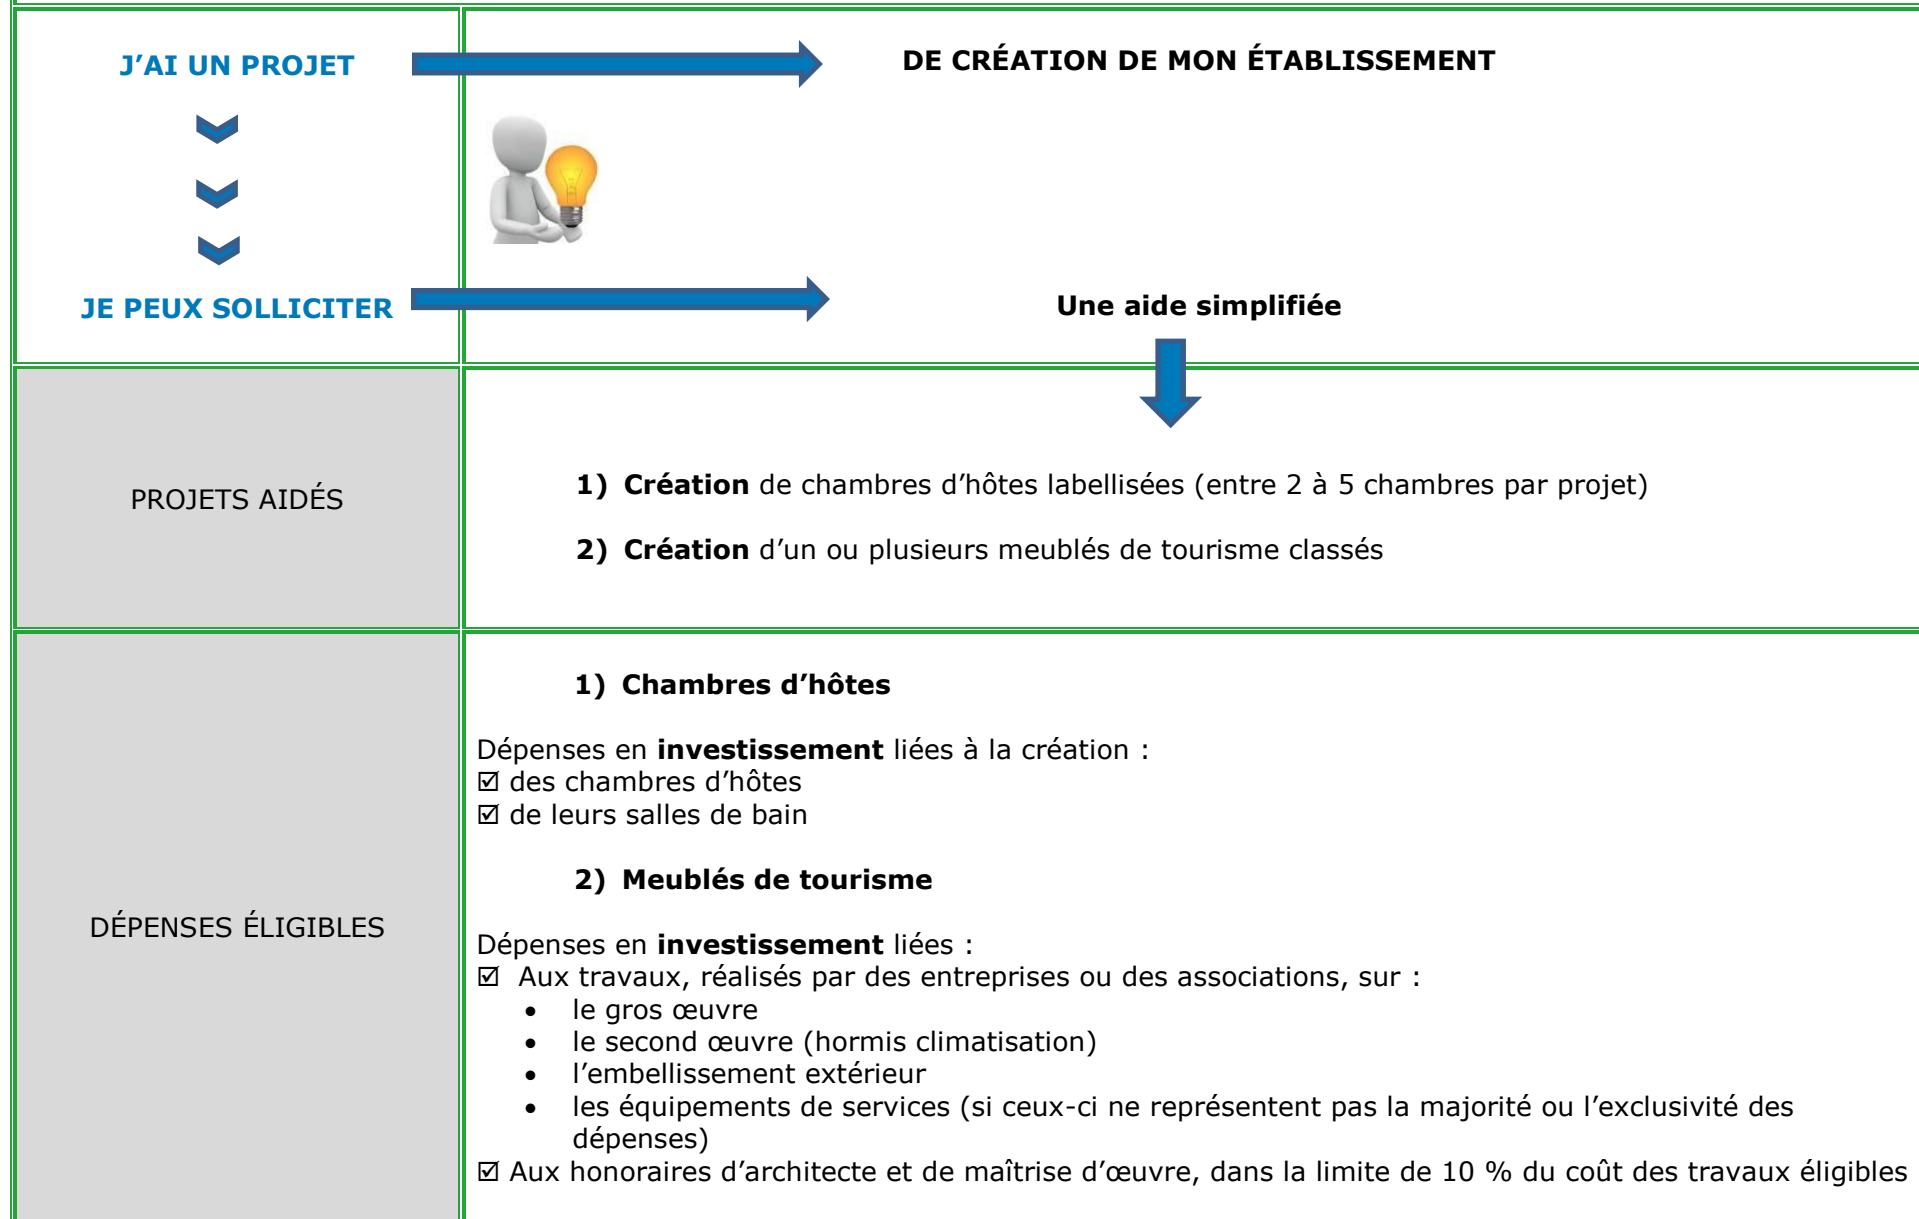 J’AI UN PROJET
DE CRÉATION DE MON ÉTABLISSEMENT
JE PEUX SOLLICITER
Une aide simplifiée
PROJETS AIDÉS
1) Création de chambres d’hôtes labellisées (entre 2 à 5 chambres par projet)
2) Création d’un ou plusieurs meublés de tourisme classés
DÉPENSES ÉLIGIBLES
1) Chambres d’hôtes
Dépenses en investissement liées à la création :
☑ des chambres d’hôtes
☑ de leurs salles de bain
2) Meublés de tourisme
Dépenses en investissement liées :
☑ Aux travaux, réalisés par des entreprises ou des associations, sur :
• le gros œuvre
• le second œuvre (hormis climatisation)
• l’embellissement extérieur
• les équipements de services (si ceux-ci ne représentent pas la majorité ou l’exclusivité des
dépenses)
☑ Aux honoraires d’architecte et de maîtrise d’œuvre, dans la limite de 10 % du coût des travaux éligibles